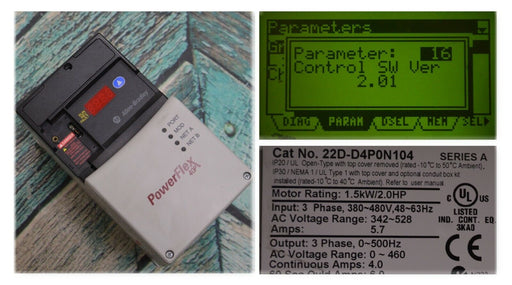 Allen-Bradley
PORT
MOD
NET A
NET B
PowerFlex
Parameters
Parameter: 16
Control SW Ver
2.01
DIAG PARAM DSEL MEM SEL
Cat No. 22D-D4P0N104 SERIES A
IP20 / UL Open-Type with top cover removed (rated -10°C to 50°C Ambient),
IP30 / NEMA 1 / UL Type 1 with top cover and optional conduit box kit
installed (rated-10°C to 40°C Ambient). Refer to user manual
Motor Rating: 1.5kW/2.0HP
Input: 3 Phase, 380~480V,48~63Hz
AC Voltage Range: 342~528
Amps: 5.7
Output: 3 Phase, 0~500Hz
AC Voltage Range: 0 ~ 460
Continuous Amps: 4.0
C UL US
LISTED
IND. CONT. EQ.
3KA0
CE